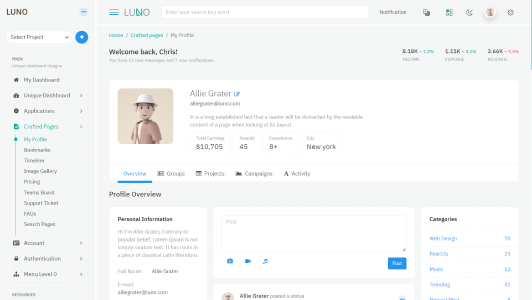 LUNO
Select Project
MAIN
Unique dashboard designs
My Dashboard
Unique Dashboard
Applications
Crafted Pages
My Profile
Bookmarks
Timeline
Image Gallery
Pricing
Teams Board
Support Ticket
FAQs
Search Pages
Account
Authentication
Menu Level 0
RESOURCES
LUNO
Enter your search key word
Notification
Home / Crafted pages / My Profile
Welcome back, Chris!
You have 12 new messages and 7 new notifications.
8.18K 1.3%
INCOME
1.11K 4.1%
EXPENSE
3.66K 7.5%
REVENUE
Allie Grater
alliegrater@luno.com
It is a long established fact that a reader will be distracted by the readable
content of a page when looking at its layout.
Total Earnings
$10,705
Awards
45
Experience
8+
City
New york
Overview
Groups
Projects
Campaigns
Activity
Profile Overview
Personal Information
Hi I'm Allie Grater, Contrary to
popular belief, Lorem Ipsum is not
simply random text. It has roots in
a piece of classical Latin literature.
Full Name: Allie Grater
E-mail:
alliegrater@luno.com
Post
Post
Allie Grater posted a status
Categories
Web Design 78
ReactJs 23
Music 12
Trending 41